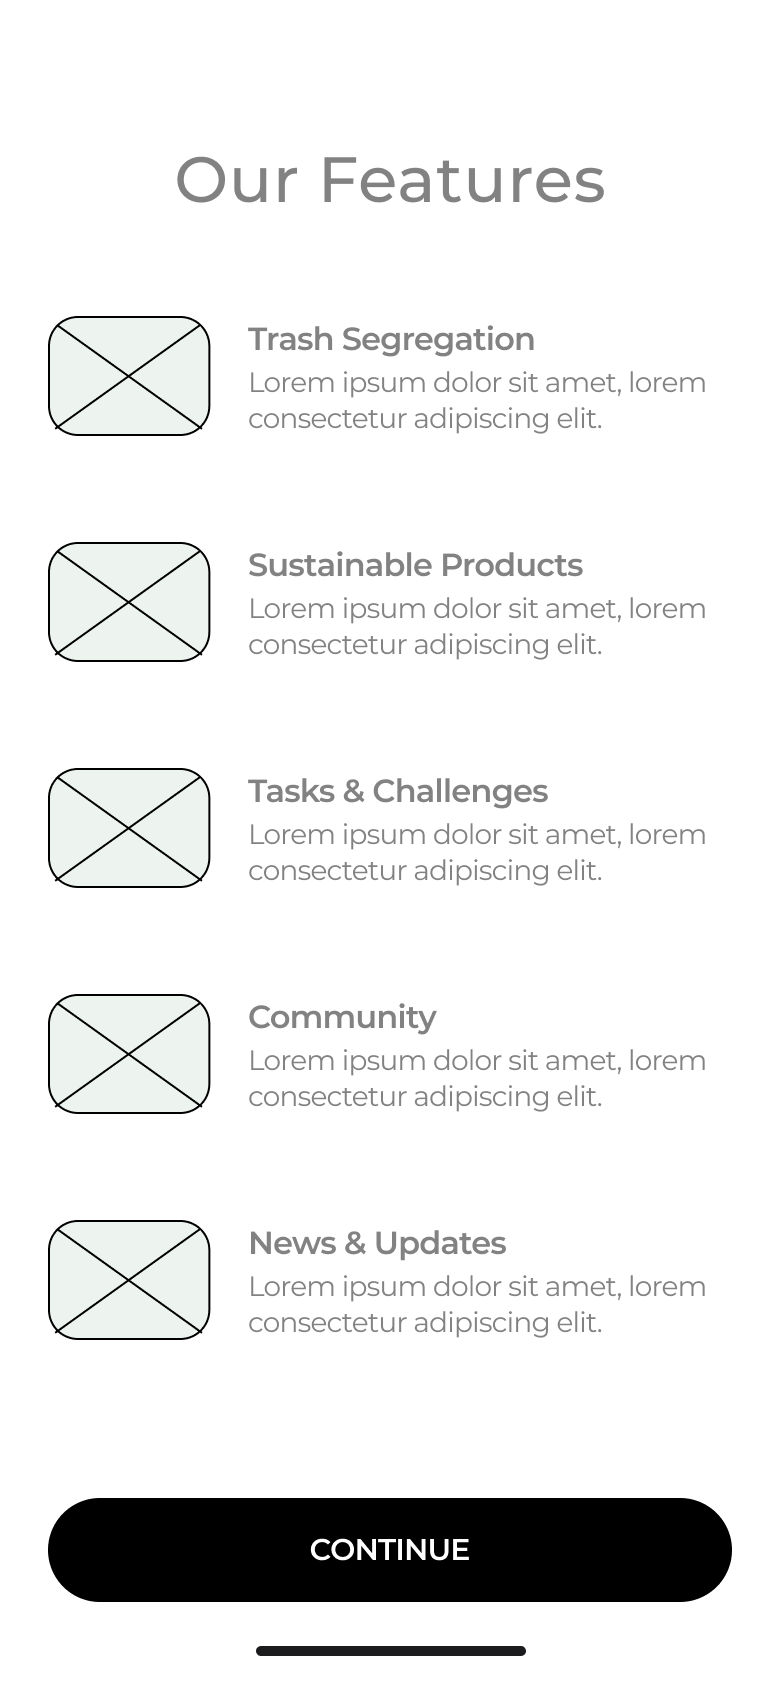 Our Features
Trash Segregation
Lorem ipsum dolor sit amet, lorem
consectetur adipiscing elit.
Sustainable Products
Lorem ipsum dolor sit amet, lorem
consectetur adipiscing elit.
Tasks & Challenges
Lorem ipsum dolor sit amet, lorem
consectetur adipiscing elit.
Community
Lorem ipsum dolor sit amet, lorem
consectetur adipiscing elit.
News & Updates
Lorem ipsum dolor sit amet, lorem
consectetur adipiscing elit.
CONTINUE